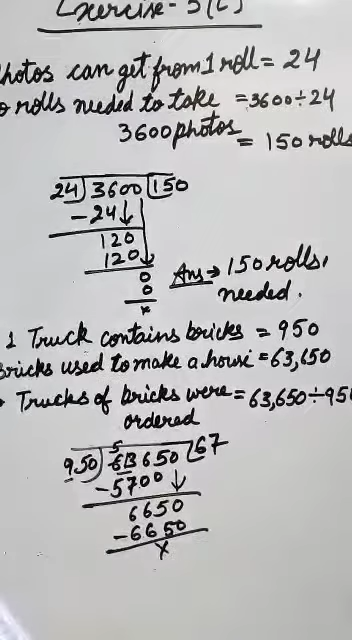 Exercise - 5(C)
Photos can get from 1 roll = 24
o rolls needed to take = 3600÷24
3600 photos = 150 rolls
24) 3600 (150
-24↓
120
120
0
0
x
Ans → 150 rolls,
needed.
1 Truck contains bricks = 950
Bricks used to make a house = 63,650
Trucks of bricks were = 63,650÷950
ordered
950) 63650 (67
-5700 ↓
6650
-6650
x